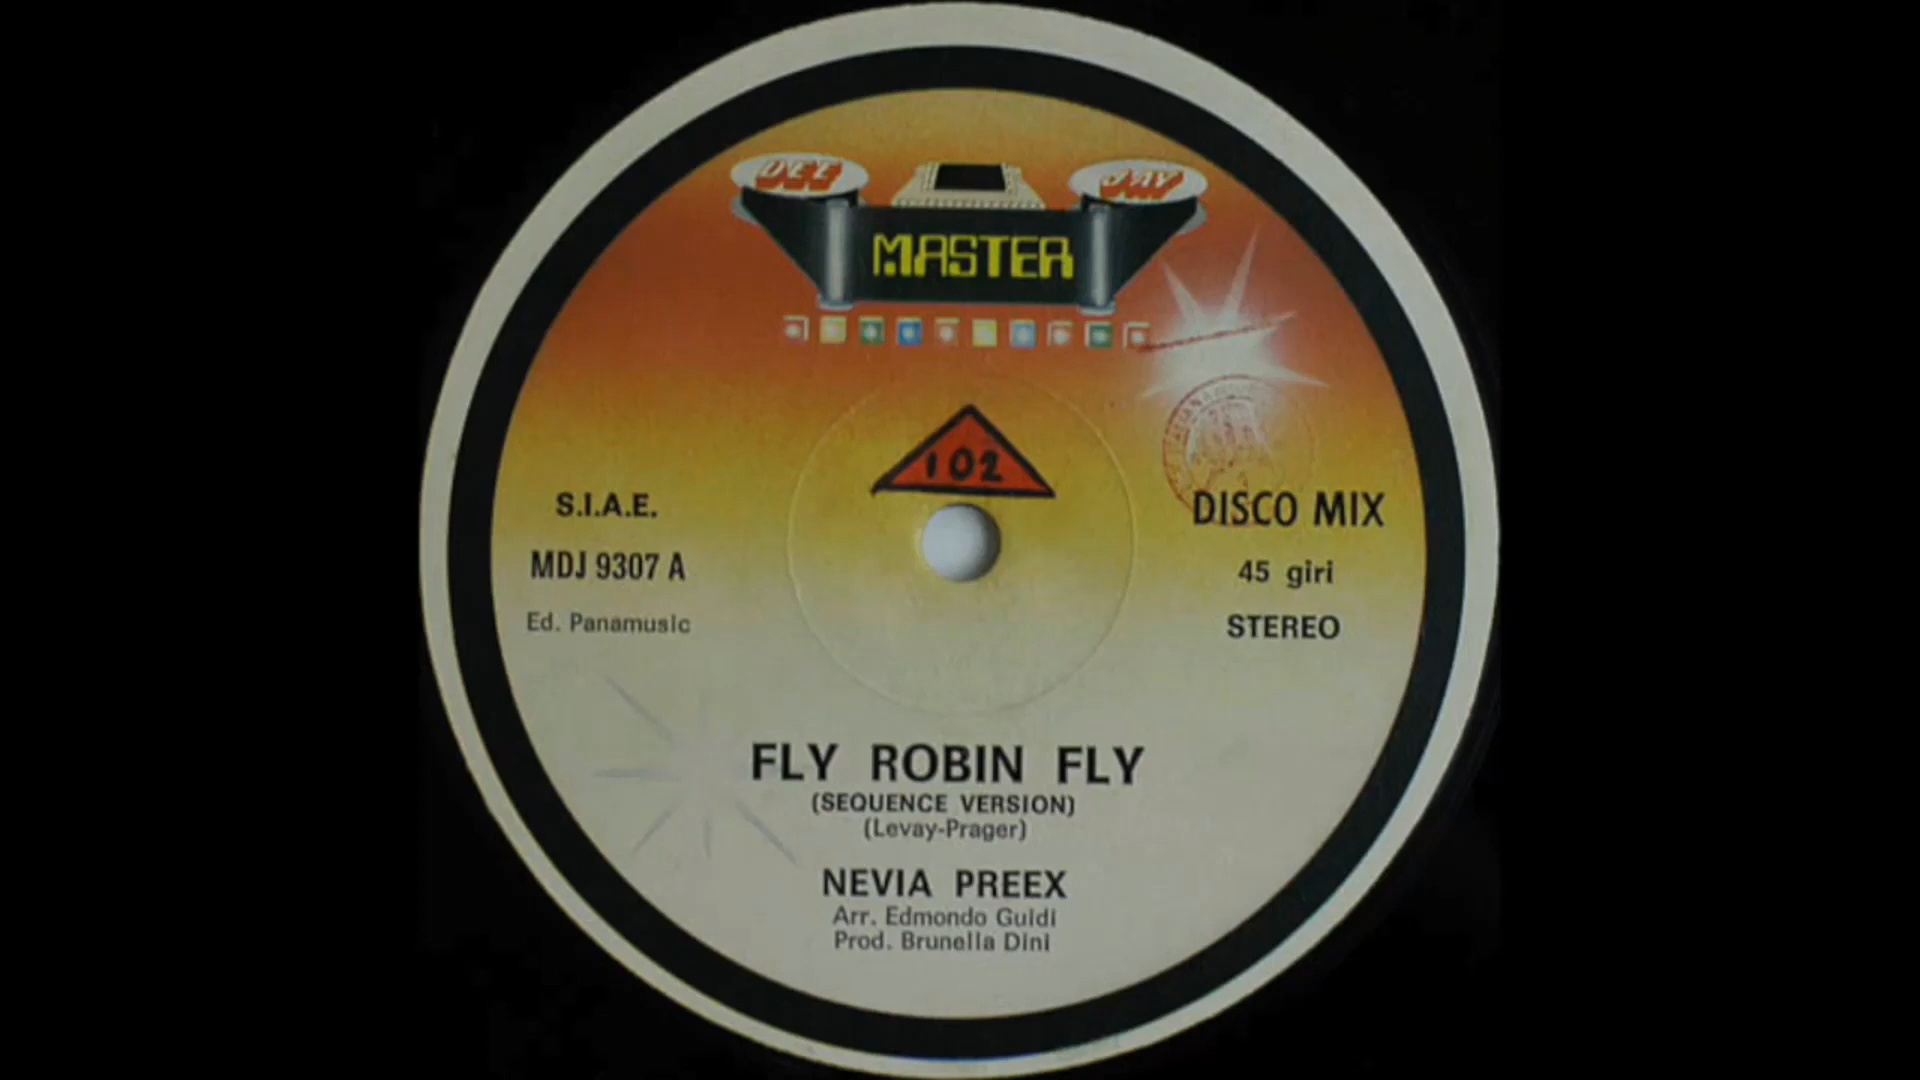 DEE JAY
MASTER
102
S.I.A.E.
MDJ 9307 A
Ed. Panamusic
DISCO MIX
45 giri
STEREO
FLY ROBIN FLY
(SEQUENCE VERSION)
(Levay-Prager)
NEVIA PREEX
Arr. Edmondo Guidi
Prod. Brunella Dini